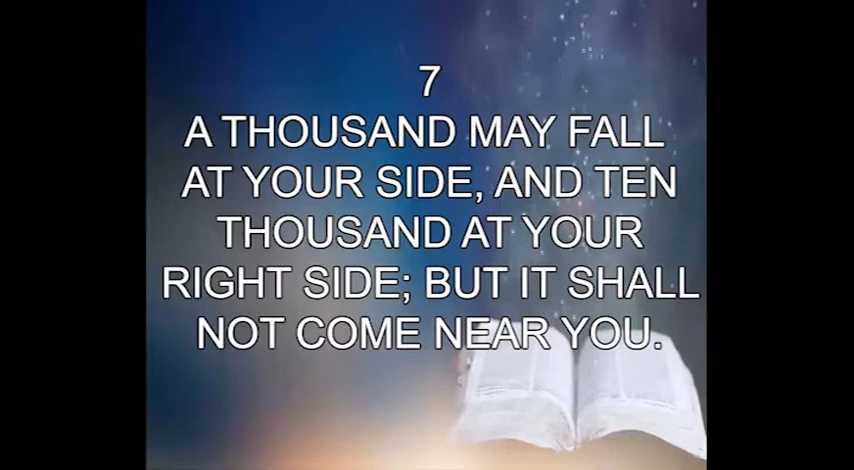 7
A THOUSAND MAY FALL
AT YOUR SIDE, AND TEN
THOUSAND AT YOUR
RIGHT SIDE; BUT IT SHALL
NOT COME NEAR YOU.